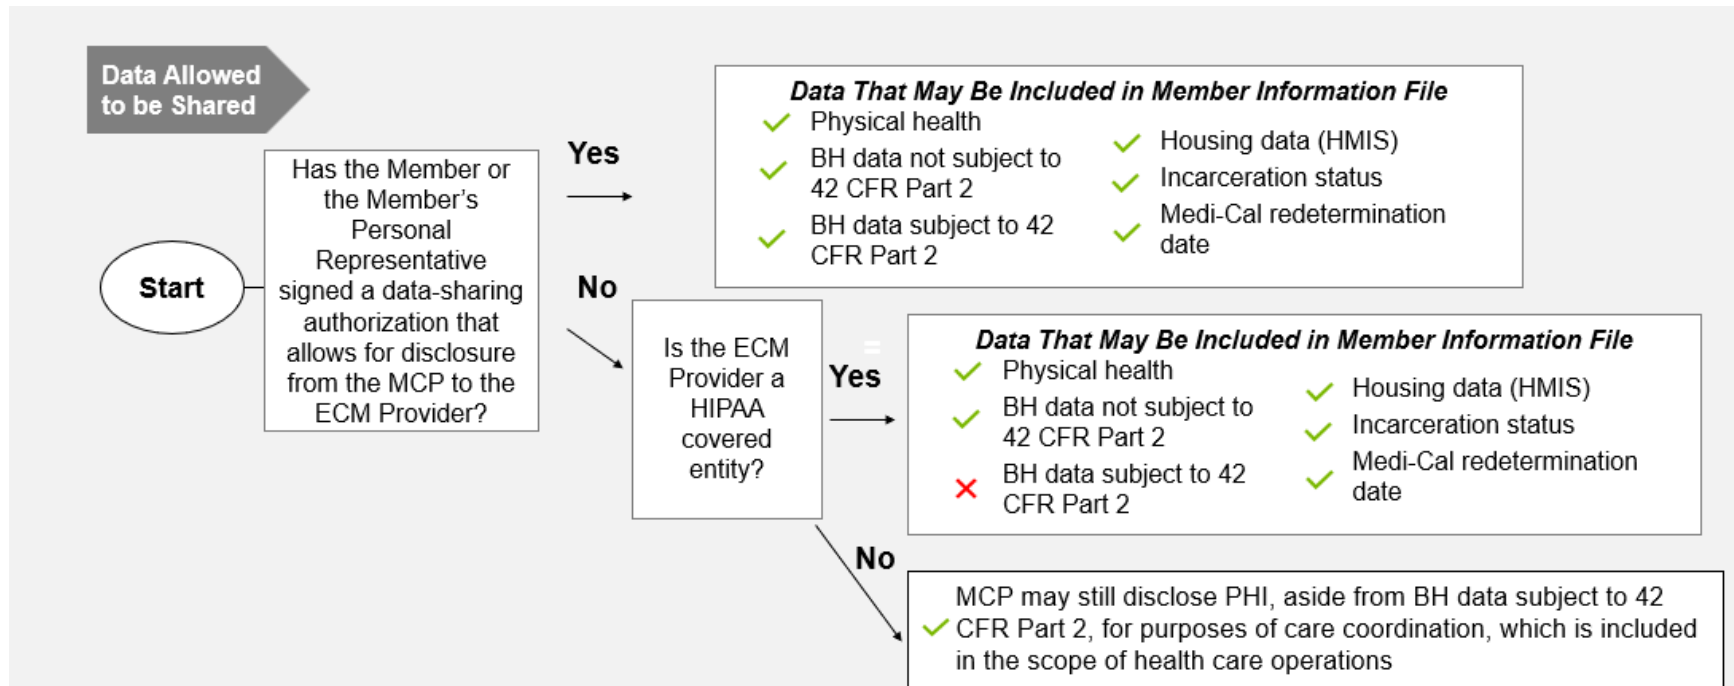 Data Allowed
to be Shared
Start
Has the Member or
the Member's
Personal
Representative
signed a data-sharing
authorization that
allows for disclosure
from the MCP to the
ECM Provider?
Yes
Data That May Be Included in Member Information File
Physical health
BH data not subject to
42 CFR Part 2
BH data subject to 42
CFR Part 2
Housing data (HMIS)
Incarceration status
Medi-Cal redetermination
date
No
Is the ECM
Provider a
HIPAA
covered
entity?
=
Yes
Data That May Be Included in Member Information File
Physical health
BH data not subject to
42 CFR Part 2
BH data subject to 42
CFR Part 2
Housing data (HMIS)
Incarceration status
Medi-Cal redetermination
date
No
MCP may still disclose PHI, aside from BH data subject to 42
CFR Part 2, for purposes of care coordination, which is included
in the scope of health care operations